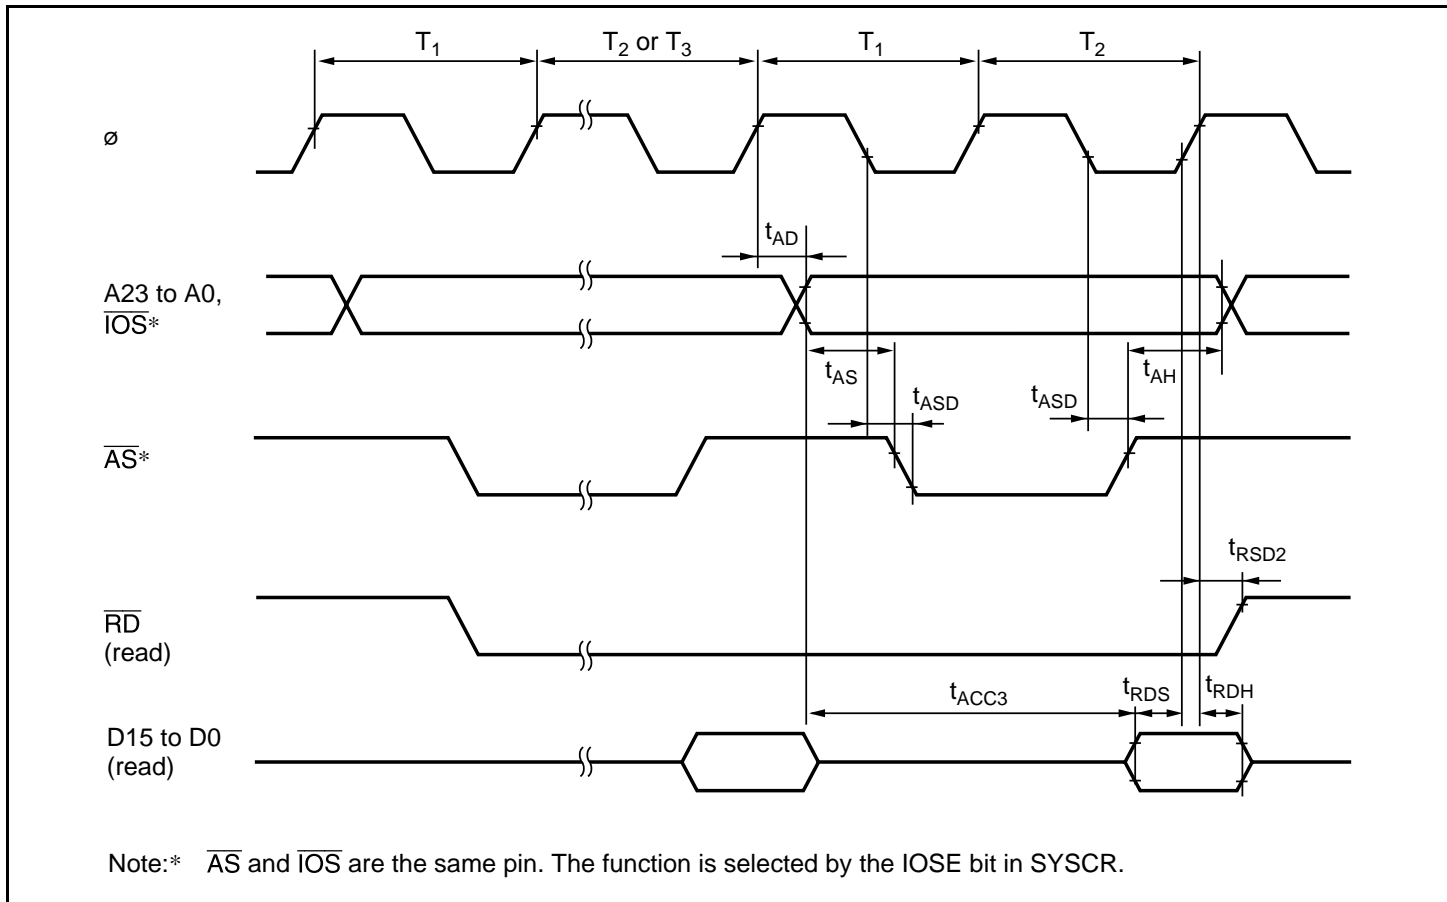 T1 T2 or T3 T1 T2
ø
tAD
A23 to A0,
IOS*
tAS tAH
tASD tASD
AS*
tRSD2
RD
(read)
tACC3 tRDS tRDH
D15 to D0
(read)
Note:* AS and IOS are the same pin. The function is selected by the IOSE bit in SYSCR.